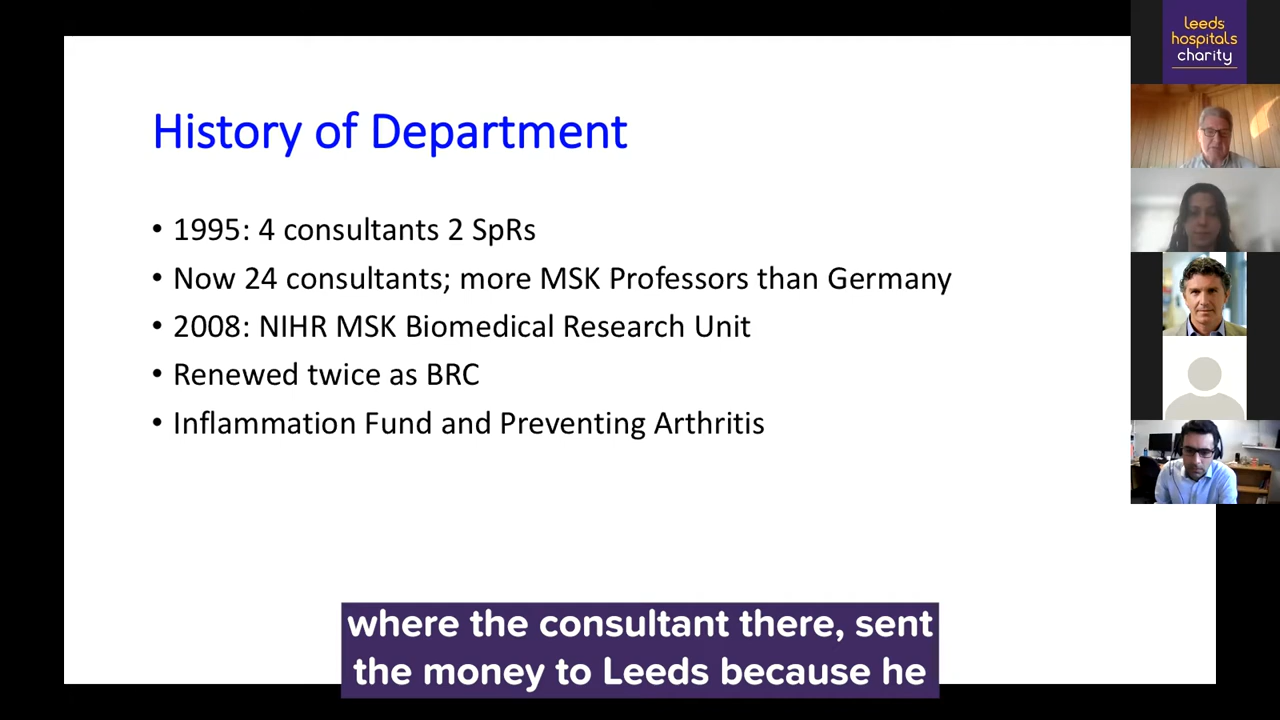 History of Department
• 1995: 4 consultants 2 SpRs
• Now 24 consultants; more MSK Professors than Germany
• 2008: NIHR MSK Biomedical Research Unit
• Renewed twice as BRC
• Inflammation Fund and Preventing Arthritis
leeds
hospitals
charity
where the consultant there, sent
the money to Leeds because he